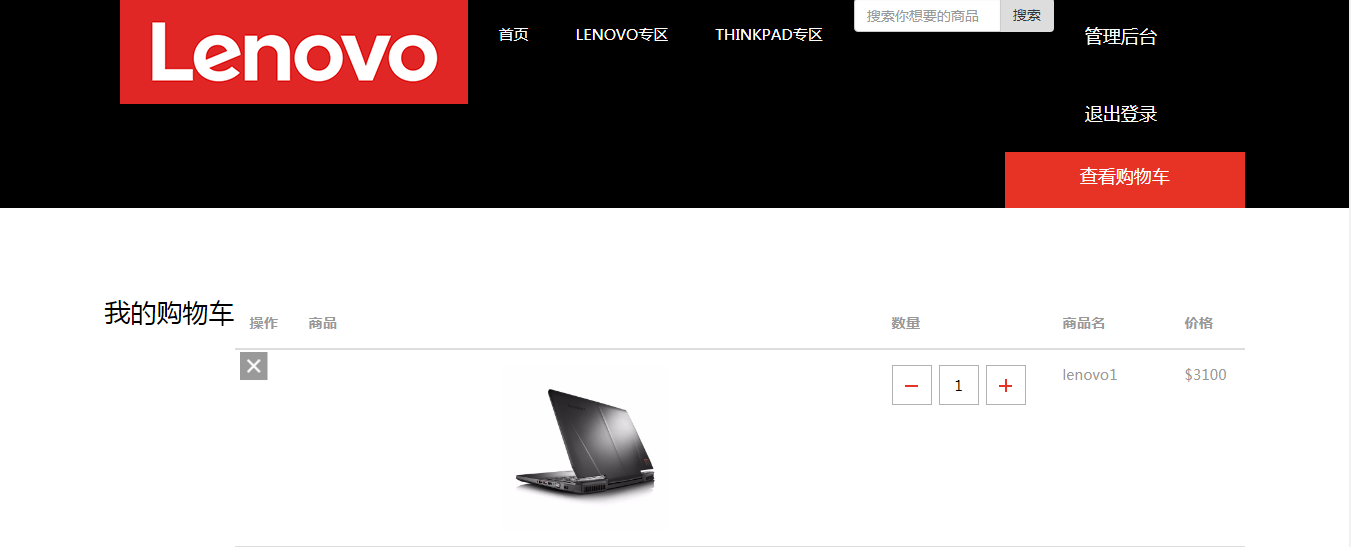 Lenovo
首页
LENOVO专区
THINKPAD专区
搜索你想要的商品
搜索
管理后台
退出登录
查看购物车
我的购物车
操作
商品
数量
商品名
价格
1
lenovo1
$3100